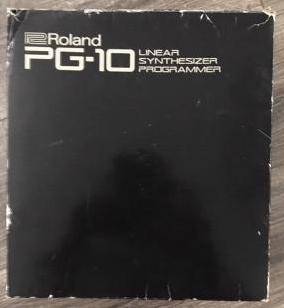 Roland
PG-10 LINEAR
SYNTHESIZER
PROGRAMMER